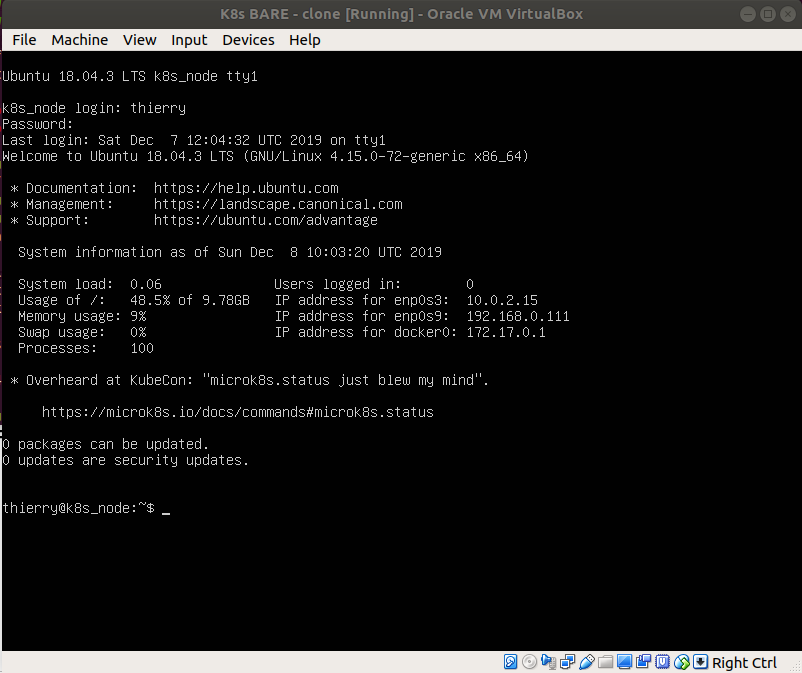 K8s BARE - clone [Running] - Oracle VM VirtualBox
File Machine View Input Devices Help
Ubuntu 18.04.3 LTS k8s_node tty1
k8s_node login: thierry
Password:
Last login: Sat Dec  7 12:04:32 UTC 2019 on tty1
Welcome to Ubuntu 18.04.3 LTS (GNU/Linux 4.15.0-72-generic x86_64)
* Documentation:  https://help.ubuntu.com
* Management:     https://landscape.canonical.com
* Support:        https://ubuntu.com/advantage
System information as of Sun Dec  8 10:03:20 UTC 2019
System load:  0.06              Users logged in:        0
Usage of /:   48.5% of 9.78GB   IP address for enp0s3:  10.0.2.15
Memory usage: 9%                IP address for enp0s9:  192.168.0.111
Swap usage:   0%                IP address for docker0: 172.17.0.1
Processes:    100
* Overheard at KubeCon: "microk8s.status just blew my mind".
https://microk8s.io/docs/commands#microk8s.status
0 packages can be updated.
0 updates are security updates.
thierry@k8s_node:~$ _
Right Ctrl